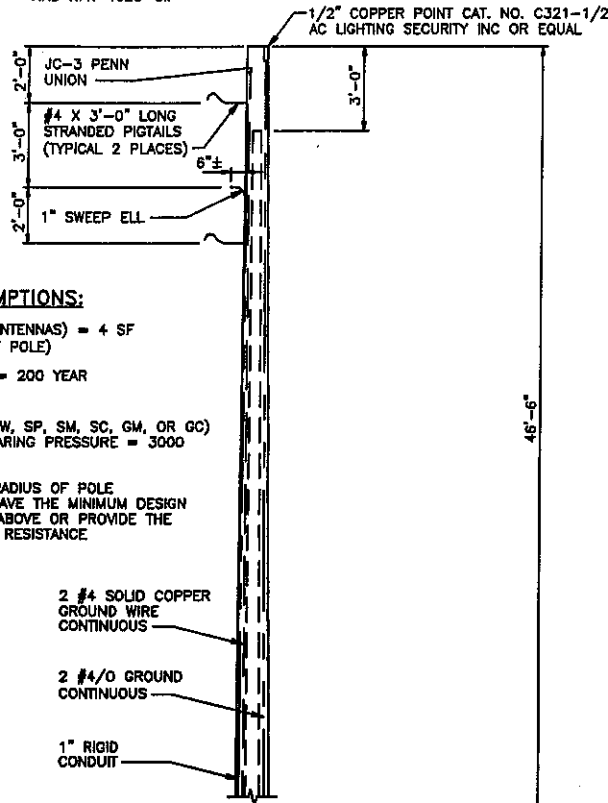 1/2" COPPER POINT CAT. NO. C321-1/2
AC LIGHTING SECURITY INC OR EQUAL
2'-0"
JC-3 PENN
UNION
3'-0"
#4 X 3'-0" LONG
STRANDED PIGTAILS
(TYPICAL 2 PLACES)
3'-0"
6"±
1" SWEEP ELL
2'-0"
MPTIONS:
NTENNAS) = 4 SF
POLE)
= 200 YEAR
W, SP, SM, SC, GM, OR GC)
ARING PRESSURE = 3000
46'-6"
RADIUS OF POLE
AVE THE MINIMUM DESIGN
ABOVE OR PROVIDE THE
RESISTANCE
2 #4 SOLID COPPER
GROUND WIRE
CONTINUOUS
2 #4/0 GROUND
CONTINUOUS
1" RIGID
CONDUIT